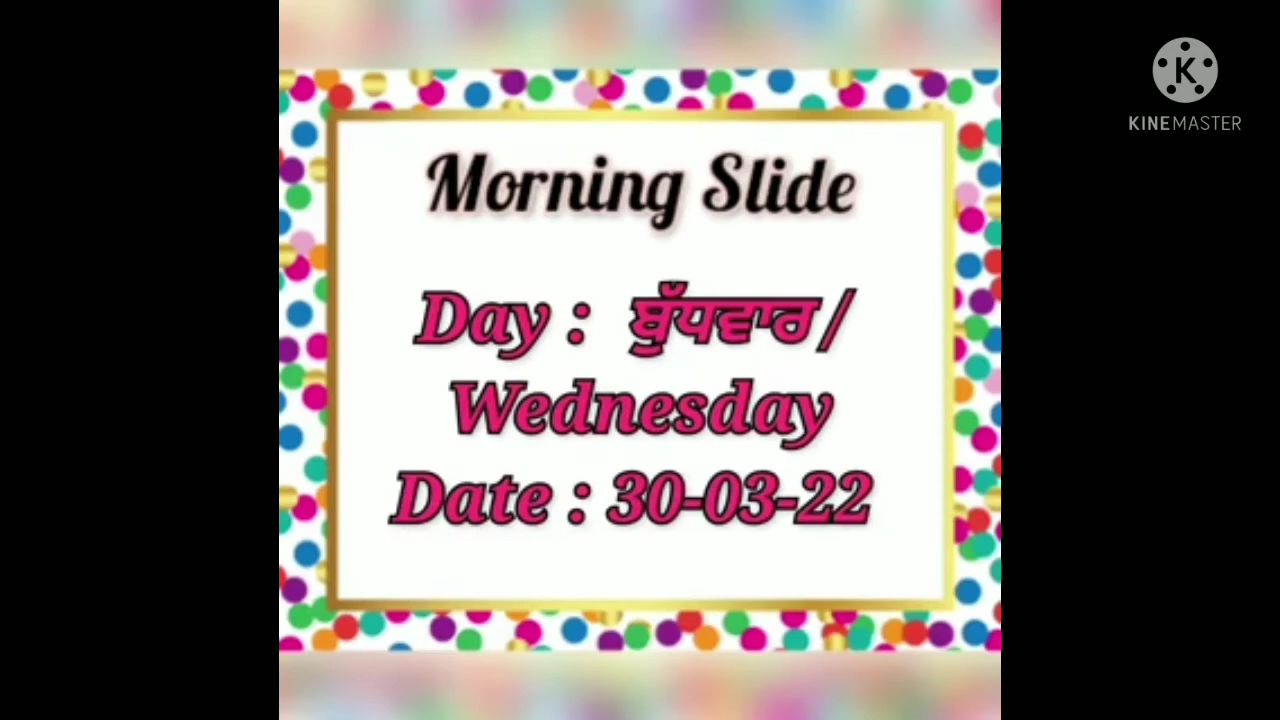 KINEMASTER
Morning Slide
Day : ਬੁੱਧਵਾਰ /
Wednesday
Date : 30-03-22